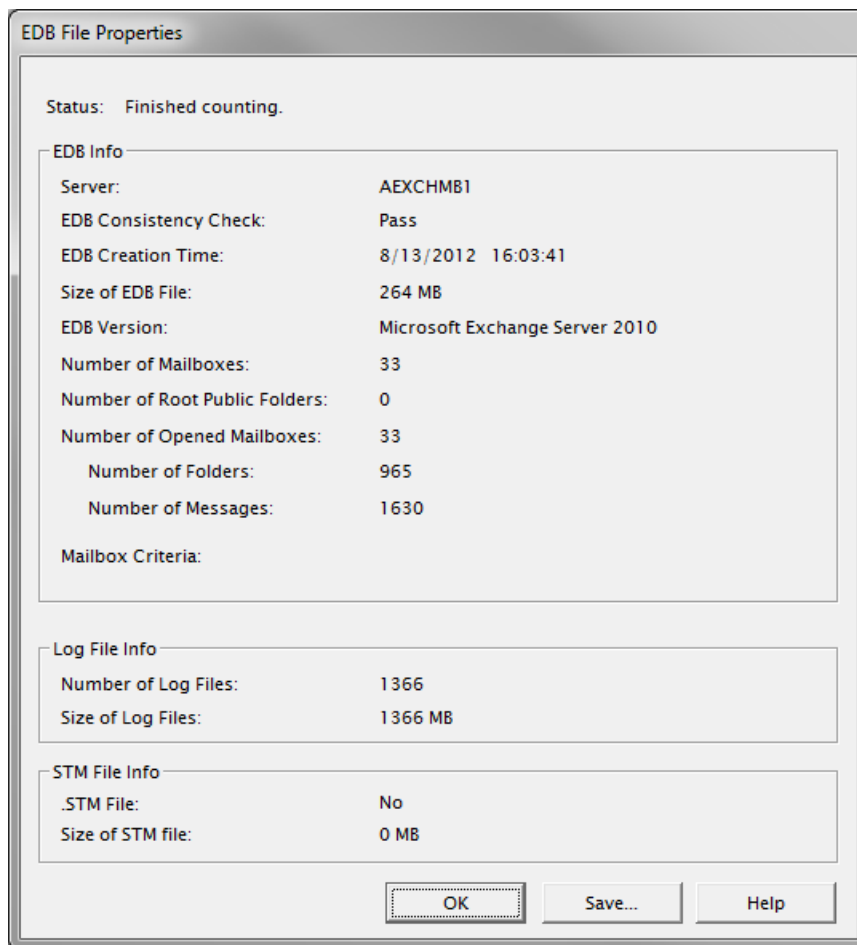 EDB File Properties
Status: Finished counting.
EDB Info
Server: AEXCHMB1
EDB Consistency Check: Pass
EDB Creation Time: 8/13/2012 16:03:41
Size of EDB File: 264 MB
EDB Version: Microsoft Exchange Server 2010
Number of Mailboxes: 33
Number of Root Public Folders: 0
Number of Opened Mailboxes: 33
Number of Folders: 965
Number of Messages: 1630
Mailbox Criteria:
Log File Info
Number of Log Files: 1366
Size of Log Files: 1366 MB
STM File Info
.STM File: No
Size of STM file: 0 MB
OK Save... Help